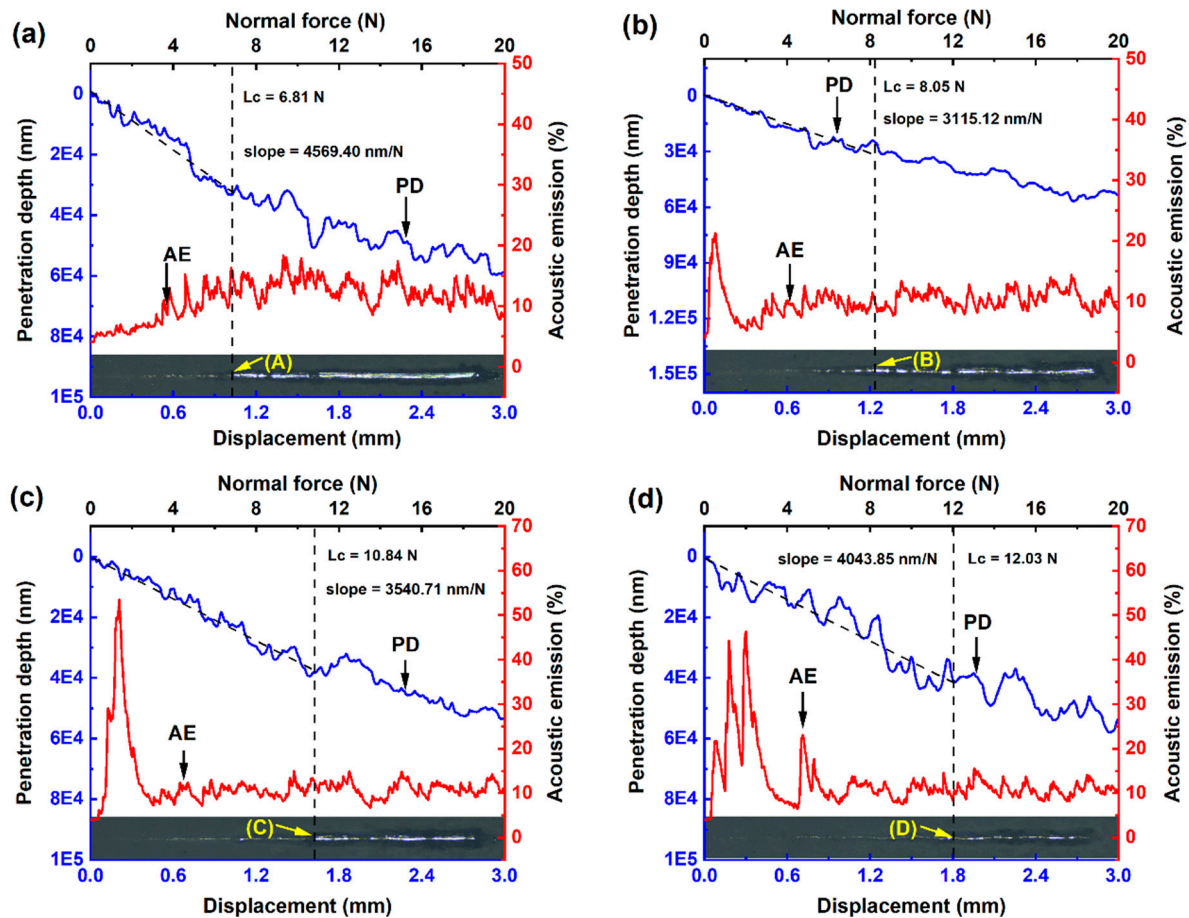 (a)
Normal force (N)
0 4 8 12 16 20
Penetration depth (nm)
0
2E4
4E4
6E4
8E4
1E5
Lc = 6.81 N
slope = 4569.40 nm/N
PD
AE
(A)
50
40
30
20
10
0
Acoustic emission (%)
0.0 0.6 1.2 1.8 2.4 3.0
Displacement (mm)
(b)
Normal force (N)
0 4 8 12 16 20
Penetration depth (nm)
0
3E4
6E4
9E4
1.2E5
1.5E5
PD
Lc = 8.05 N
slope = 3115.12 nm/N
AE
(B)
50
40
30
20
10
0
Acoustic emission (%)
0.0 0.6 1.2 1.8 2.4 3.0
Displacement (mm)
(c)
Normal force (N)
0 4 8 12 16 20
Penetration depth (nm)
0
2E4
4E4
6E4
8E4
1E5
Lc = 10.84 N
slope = 3540.71 nm/N
PD
AE
(C)
70
60
50
40
30
20
10
0
Acoustic emission (%)
0.0 0.6 1.2 1.8 2.4 3.0
Displacement (mm)
(d)
Normal force (N)
0 4 8 12 16 20
Penetration depth (nm)
0
2E4
4E4
6E4
8E4
1E5
slope = 4043.85 nm/N
Lc = 12.03 N
PD
AE
(D)
70
60
50
40
30
20
10
0
Acoustic emission (%)
0.0 0.6 1.2 1.8 2.4 3.0
Displacement (mm)